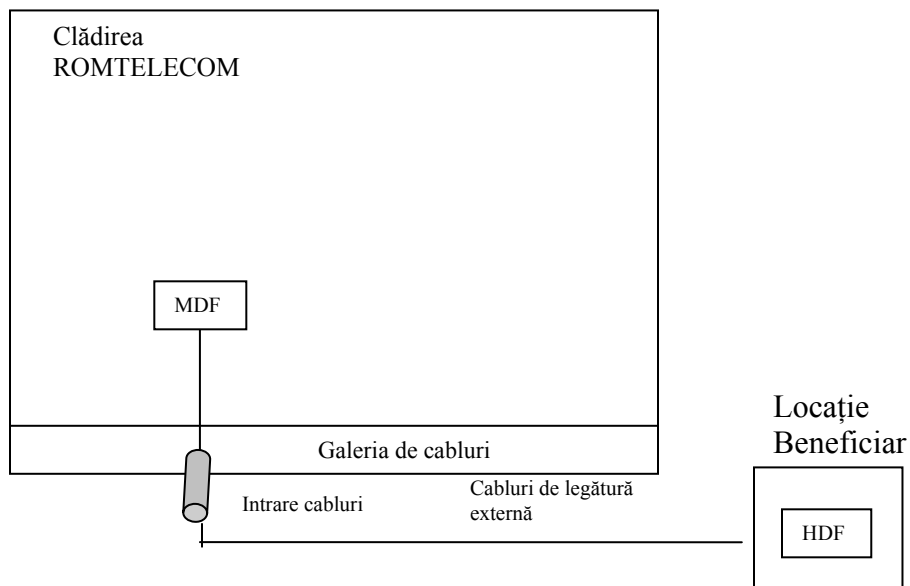 Clădirea
ROMTELECOM
MDF
Galeria de cabluri
Intrare cabluri
Cabluri de legătură
externă
Locație
Beneficiar
HDF